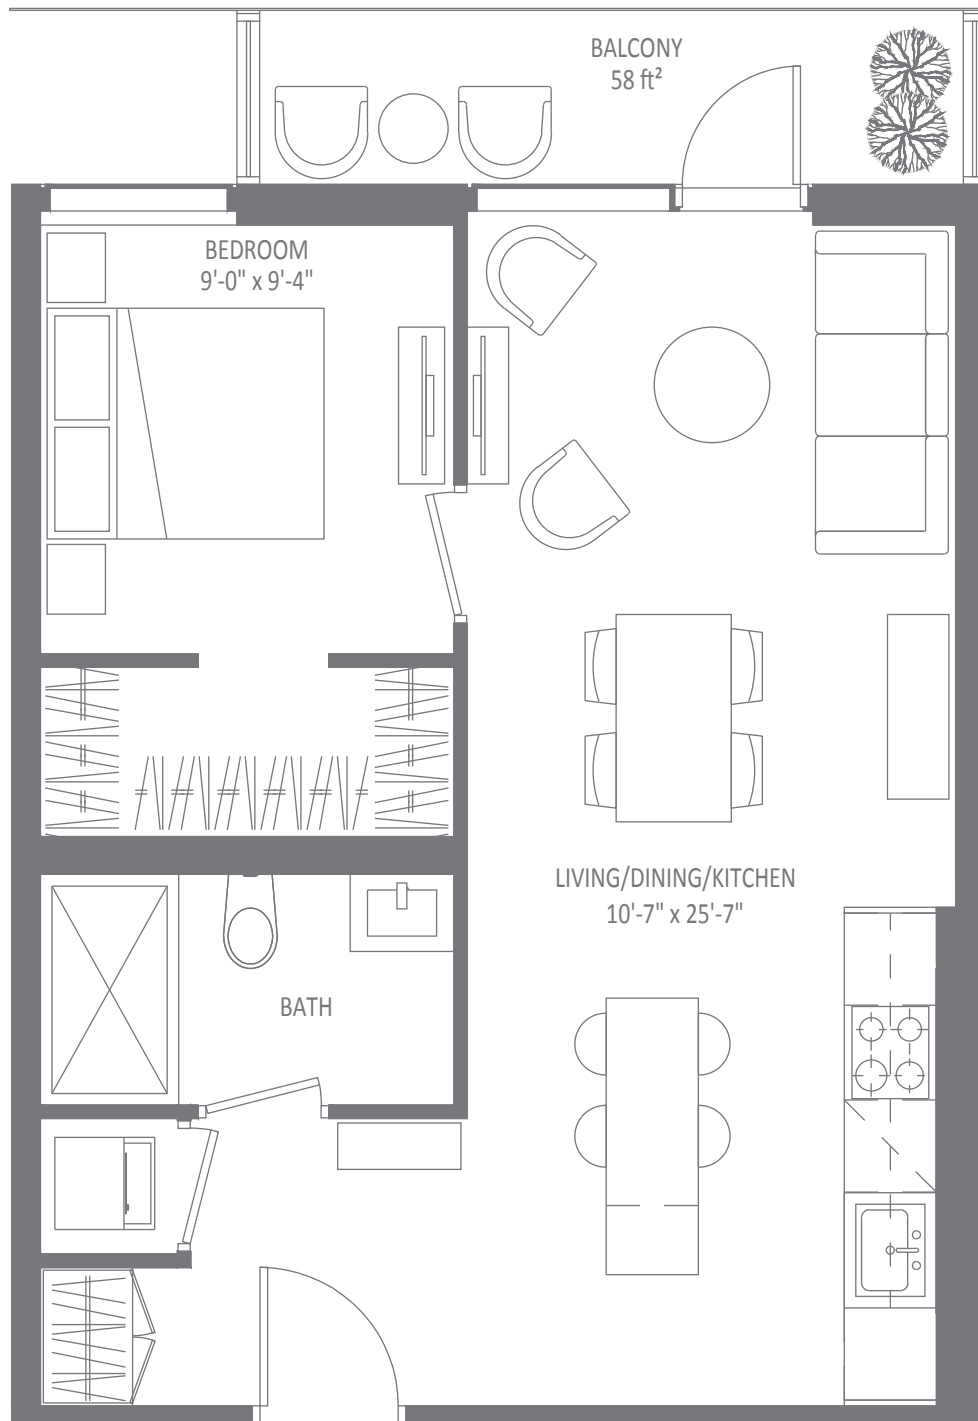 BALCONY
58 ft²
BEDROOM
9'-0" x 9'-4"
LIVING/DINING/KITCHEN
10'-7" x 25'-7"
BATH